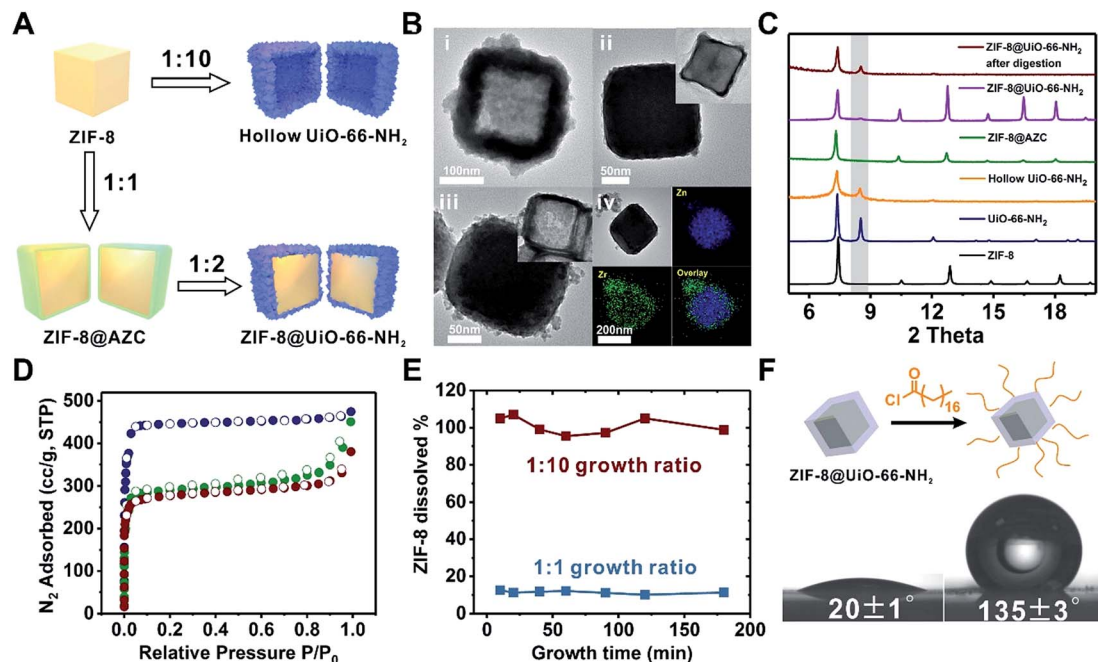 A
1:10
ZIF-8
Hollow UiO-66-NH₂
1:1
1:2
ZIF-8@AZC
ZIF-8@UiO-66-NH₂
B
i
100nm
ii
50nm
iii
50nm
iv
Zn
Zr
Overlay
200nm
C
ZIF-8@UiO-66-NH₂
after digestion
ZIF-8@UiO-66-NH₂
ZIF-8@AZC
Hollow UiO-66-NH₂
UiO-66-NH₂
ZIF-8
6 9 12 15 18
2 Theta
D
N₂ Adsorbed (cc/g, STP)
500
400
300
200
100
0
0.0 0.2 0.4 0.6 0.8 1.0
Relative Pressure P/P₀
E
ZIF-8 dissolved %
120
100
80
60
40
20
0
1:10 growth ratio
1:1 growth ratio
0 50 100 150 200
Growth time (min)
F
O
Cl
16
ZIF-8@UiO-66-NH₂
20±1°
135±3°